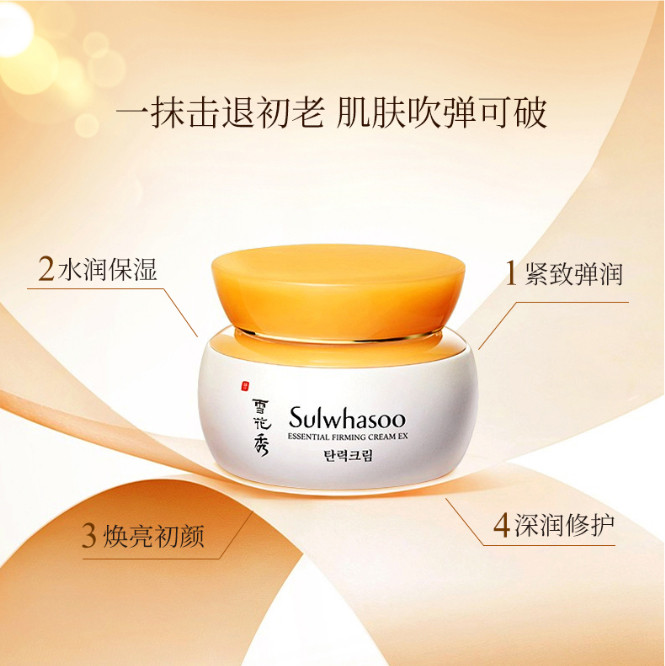 一抹击退初老 肌肤吹弹可破
2水润保湿
1紧致弹润
雪花秀
Sulwhasoo
ESSENTIAL FIRMING CREAM EX
탄력크림
3焕亮初颜
4深润修护